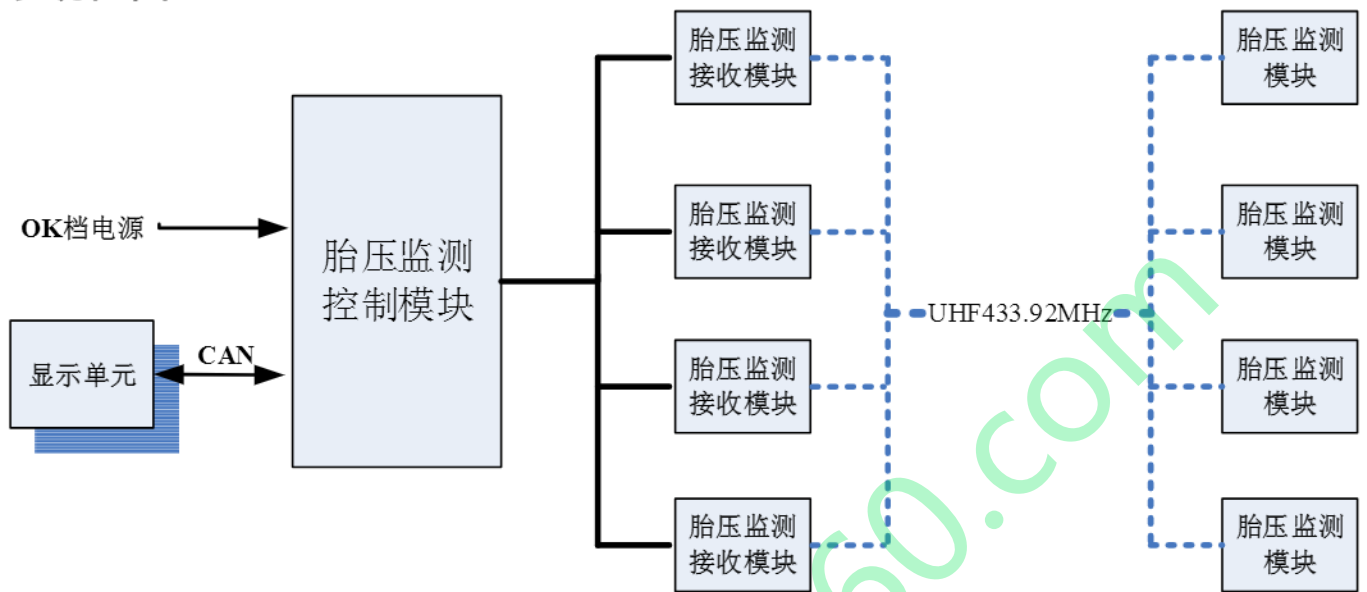 胎压监测
接收模块
胎压监测
模块
胎压监测
接收模块
胎压监测
模块
OK档电源
胎压监测
控制模块
UHF433.92MHz
显示单元
CAN
胎压监测
接收模块
胎压监测
模块
胎压监测
接收模块
胎压监测
模块
60.com